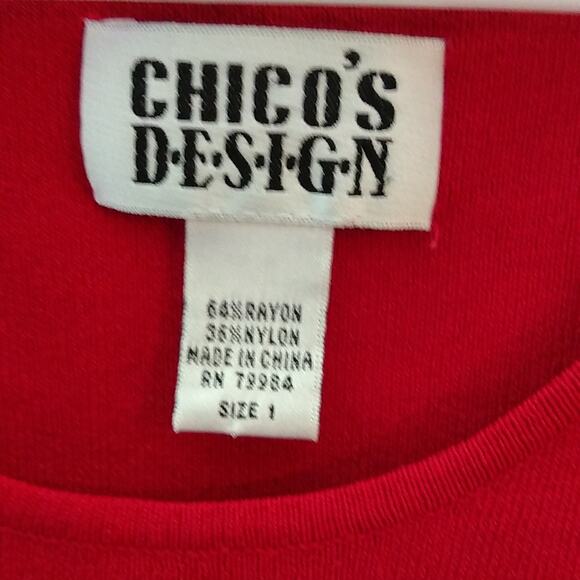 CHICO'S
D·E·S·I·G·N
64%RAYON
36%NYLON
MADE IN CHINA
RN 79984
SIZE 1